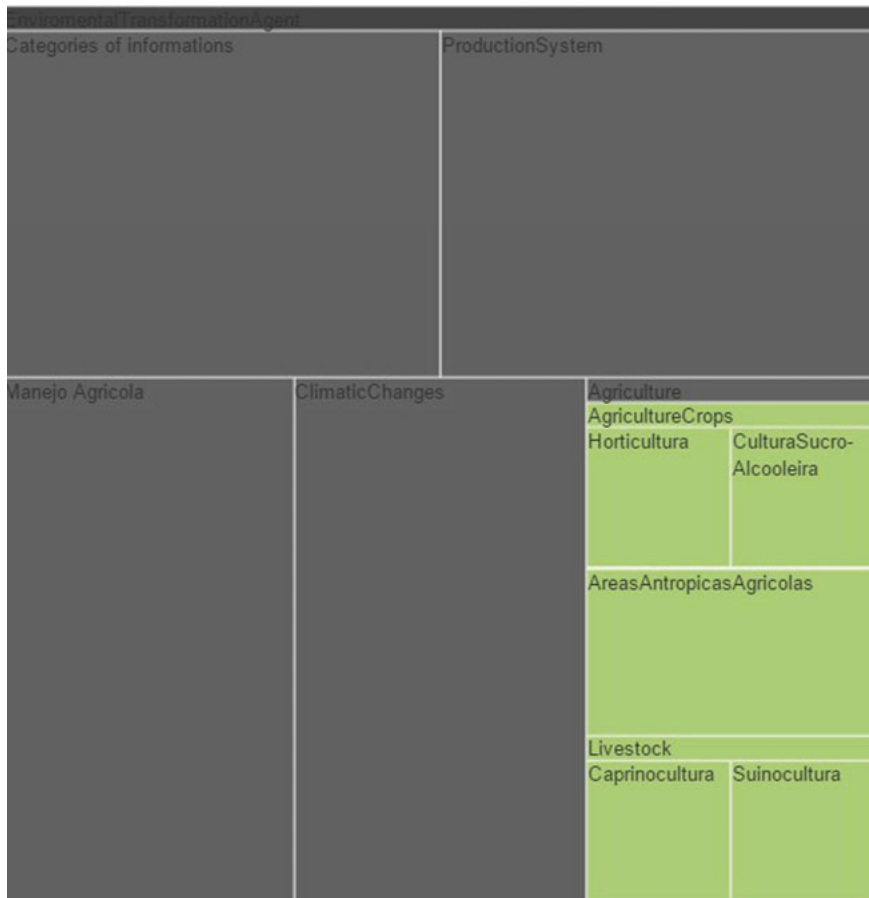 EnviromentalTransformationAgent
Categories of informations
ProductionSystem
Manejo Agricola
ClimaticChanges
Agriculture
AgricultureCrops
Horticultura
CulturaSucro-
Alcooleira
AreasAntropicasAgricolas
Livestock
Caprinocultura
Suinocultura